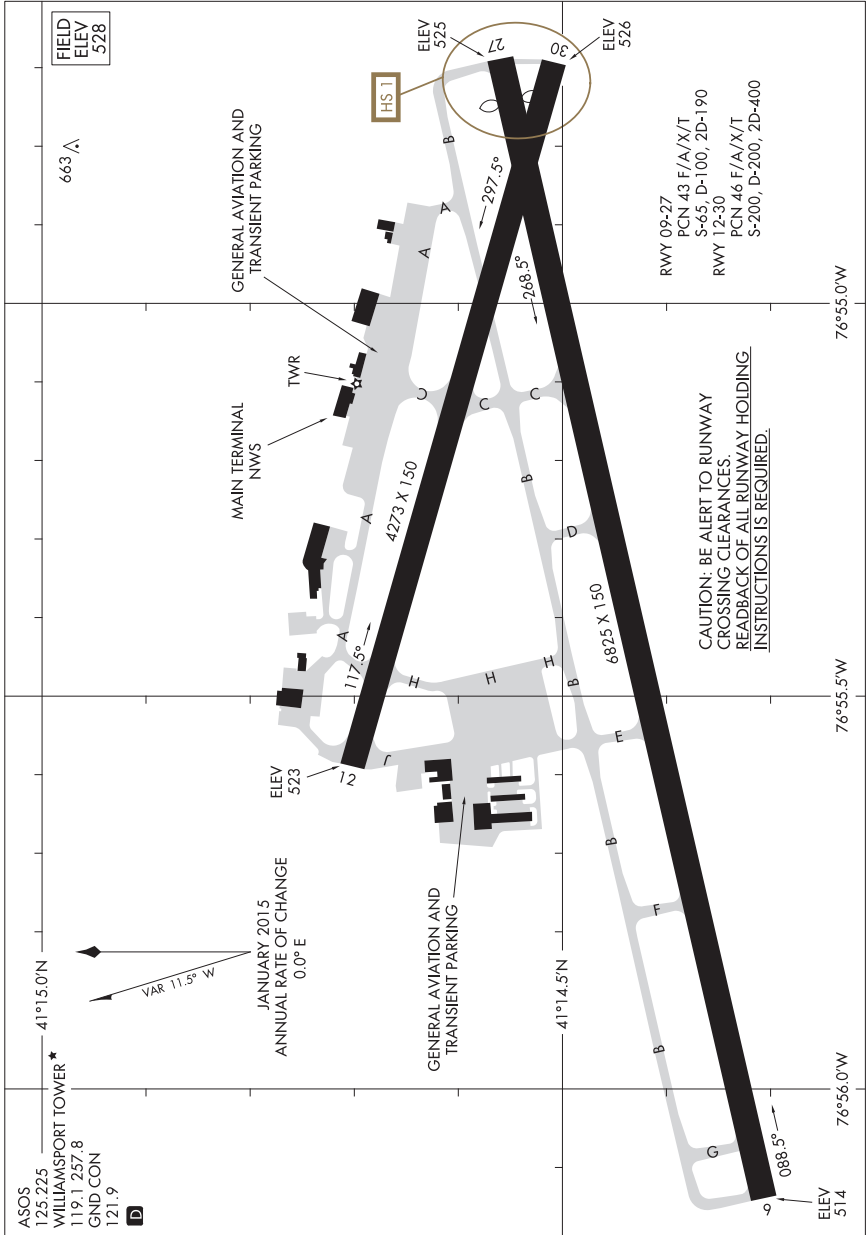 ASOS
125.225
WILLIAMSPORT TOWER★
119.1 257.8
GND CON
121.9
D
FIELD
ELEV
528
663
41°15.0'N
VAR 11.5° W
JANUARY 2015
ANNUAL RATE OF CHANGE
0.0° E
MAIN TERMINAL
NWS
TWR
GENERAL AVIATION AND
TRANSIENT PARKING
HS 1
ELEV
525
27
30
ELEV
526
ELEV
523
12
117.5°
4273 X 150
297.5°
268.5°
A
A
A
A
B
C
C
C
B
D
H
H
H
J
B
E
B
F
B
G
GENERAL AVIATION AND
TRANSIENT PARKING
41°14.5'N
6825 X 150
088.5°
9
ELEV
514
RWY 09-27
PCN 43 F/A/X/T
S-65, D-100, 2D-190
RWY 12-30
PCN 46 F/A/X/T
S-200, D-200, 2D-400
CAUTION: BE ALERT TO RUNWAY
CROSSING CLEARANCES.
READBACK OF ALL RUNWAY HOLDING
INSTRUCTIONS IS REQUIRED.
76°56.0'W
76°55.5'W
76°55.0'W